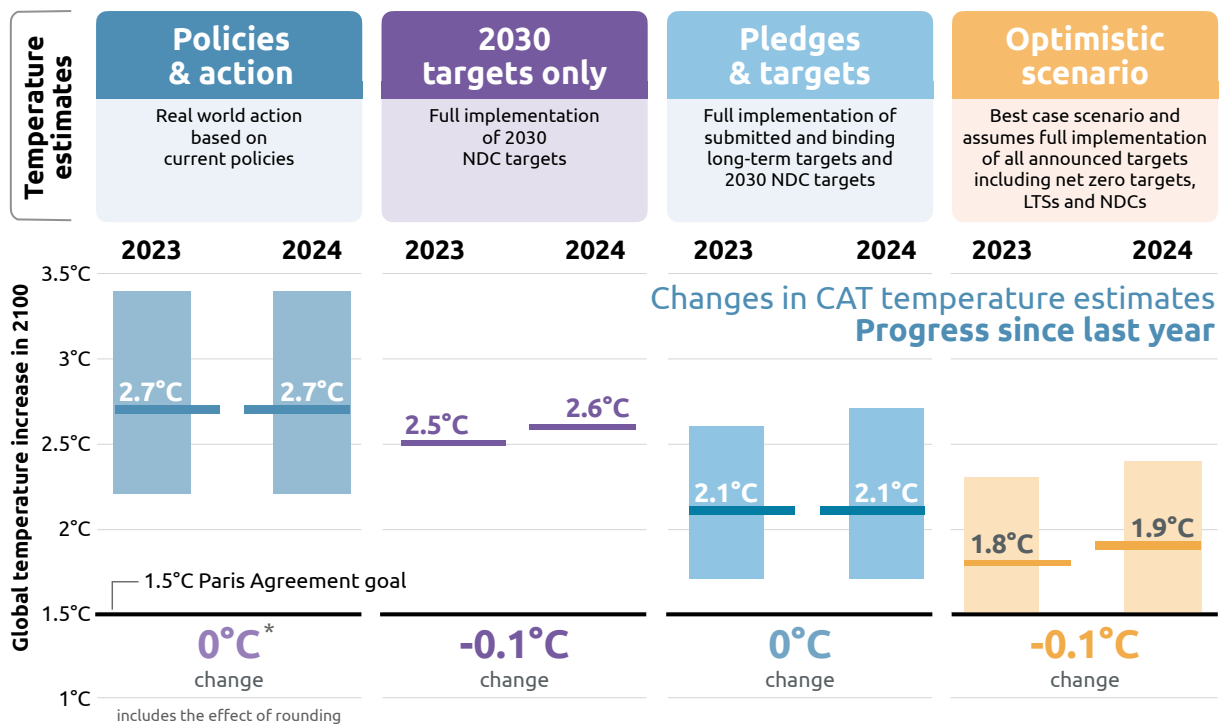 Temperature
estimates
Policies
& action
Real world action
based on
current policies
2030
targets only
Full implementation
of 2030
NDC targets
Pledges
& targets
Full implementation of
submitted and binding
long-term targets and
2030 NDC targets
Optimistic
scenario
Best case scenario and
assumes full implementation
of all announced targets
including net zero targets,
LTSs and NDCs
2023 2024 2023 2024 2023 2024 2023 2024
Changes in CAT temperature estimates
Progress since last year
Global temperature increase in 2100
3.5°C
3°C
2.5°C
2°C
1.5°C
1°C
2.7°C 2.7°C
2.5°C 2.6°C
2.1°C 2.1°C
1.8°C 1.9°C
1.5°C Paris Agreement goal
0°C* -0.1°C 0°C -0.1°C
change change change change
includes the effect of rounding